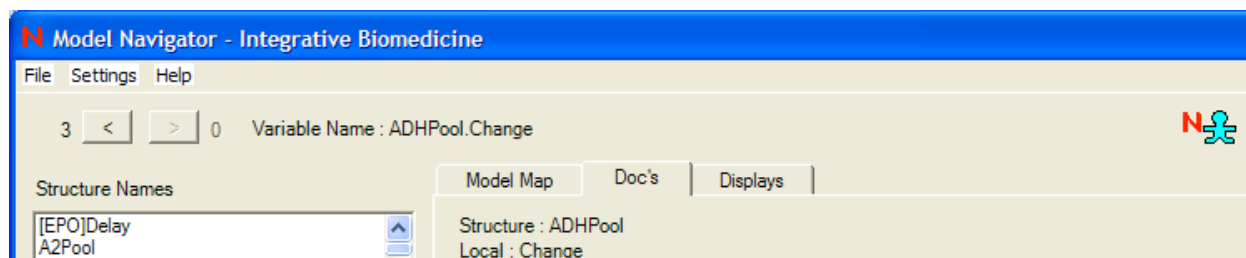 N Model Navigator - Integrative Biomedicine
File Settings Help
3 < > 0 Variable Name : ADHPool.Change N
Model Map Doc's Displays
Structure Names
[EPO]Delay
A2Pool
Structure : ADHPool
Local : Change